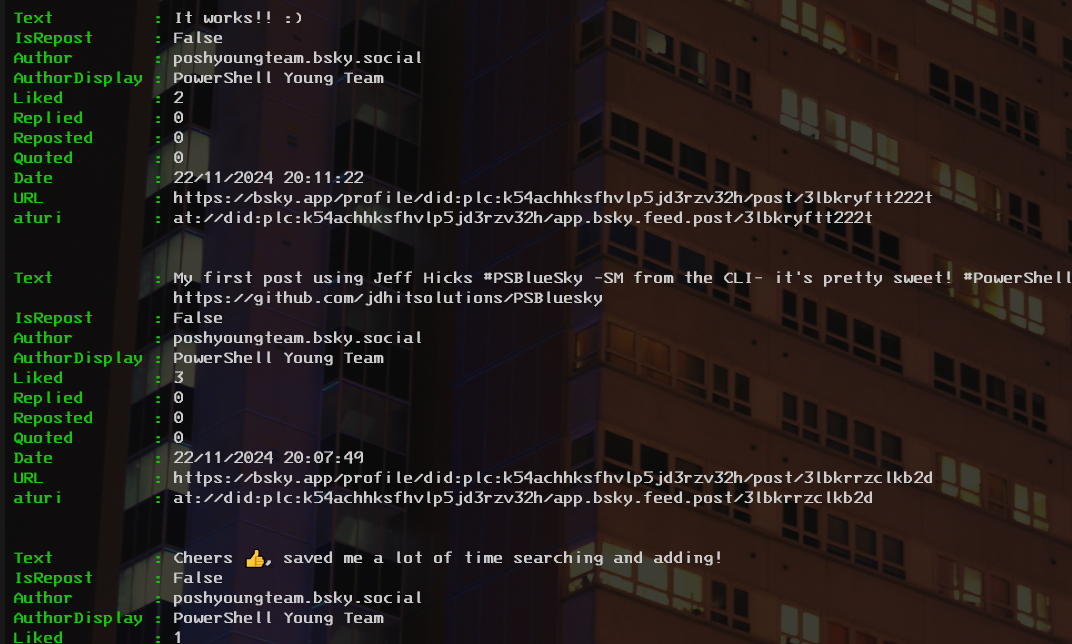 Text          : It works!! :)
IsRepost      : False
Author        : poshyoungteam.bsky.social
AuthorDisplay : PowerShell Young Team
Liked         : 2
Replied       : 0
Reposted      : 0
Quoted        : 0
Date          : 22/11/2024 20:11:22
URL           : https://bsky.app/profile/did:plc:k54achhksfhvlp5jd3rzv32h/post/3lbkryftt222t
aturi         : at://did:plc:k54achhksfhvlp5jd3rzv32h/app.bsky.feed.post/3lbkryftt222t
Text          : My first post using Jeff Hicks #PSBlueSky -SM from the CLI- it's pretty sweet! #PowerShell
https://github.com/jdhitsolutions/PSBluesky
IsRepost      : False
Author        : poshyoungteam.bsky.social
AuthorDisplay : PowerShell Young Team
Liked         : 3
Replied       : 0
Reposted      : 0
Quoted        : 0
Date          : 22/11/2024 20:07:49
URL           : https://bsky.app/profile/did:plc:k54achhksfhvlp5jd3rzv32h/post/3lbkrrzclkb2d
aturi         : at://did:plc:k54achhksfhvlp5jd3rzv32h/app.bsky.feed.post/3lbkrrzclkb2d
Text          : Cheers 👍, saved me a lot of time searching and adding!
IsRepost      : False
Author        : poshyoungteam.bsky.social
AuthorDisplay : PowerShell Young Team
Liked         : 1